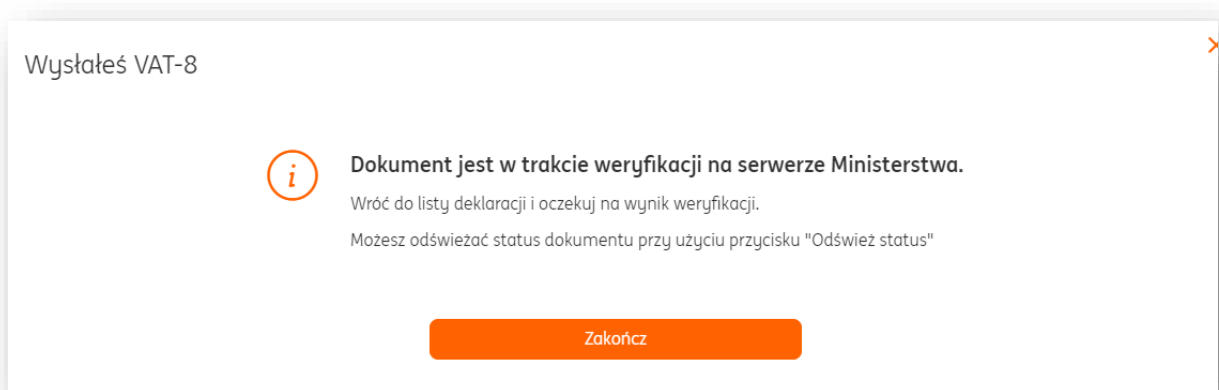 Wysłałeś VAT-8
Dokument jest w trakcie weryfikacji na serwerze Ministerstwa.
Wróć do listy deklaracji i oczekuj na wynik weryfikacji.
Możesz odświeżać status dokumentu przy użyciu przycisku "Odśwież status"
Zakończ